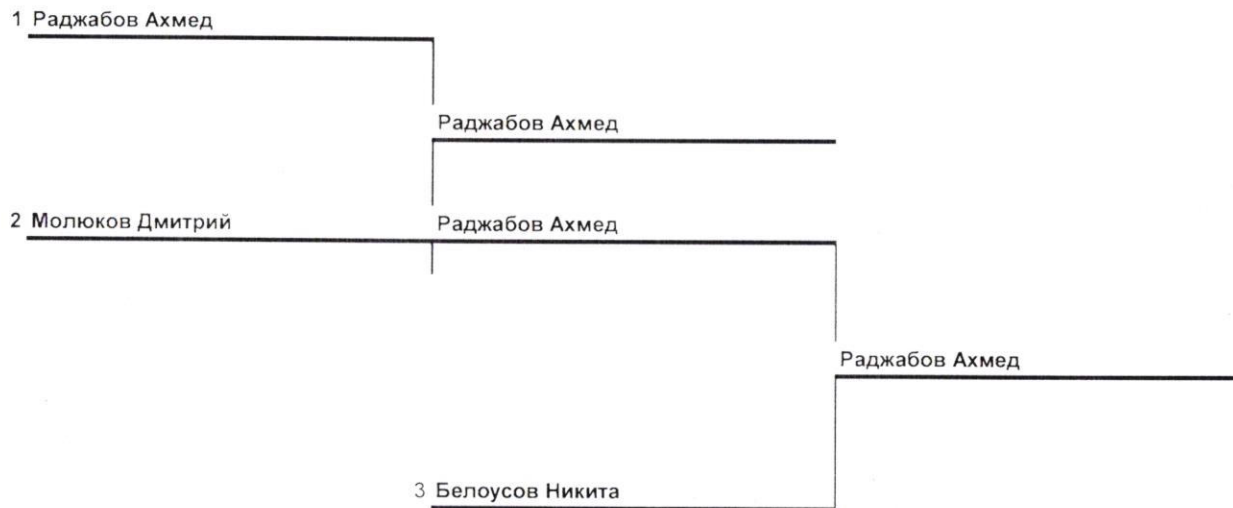 1 Раджабов Ахмед
Раджабов Ахмед
2 Молюков Дмитрий
Раджабов Ахмед
Раджабов Ахмед
3 Белоусов Никита